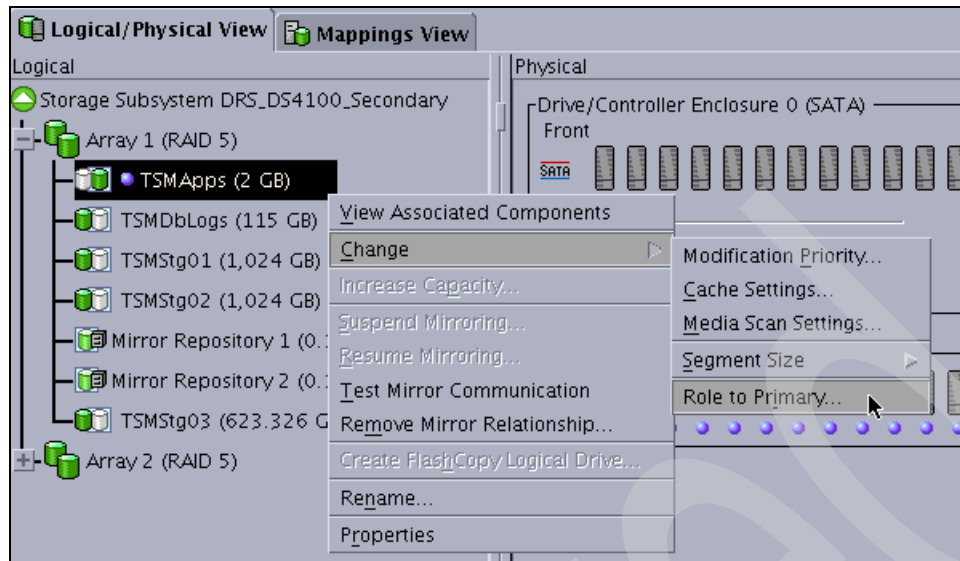 Logical/Physical View
Mappings View
Logical
Physical
Storage Subsystem DRS_DS4100_Secondary
Drive/Controller Enclosure 0 (SATA)
Front
SATA
Array 1 (RAID 5)
TSMApps (2 GB)
TSMDbLogs (115 GB)
TSMStg01 (1,024 GB)
TSMStg02 (1,024 GB)
Mirror Repository 1 (0.
Mirror Repository 2 (0.
TSMStg03 (623.326 G
Array 2 (RAID 5)
View Associated Components
Change
Increase Capacity...
Suspend Mirroring...
Resume Mirroring...
Test Mirror Communication
Remove Mirror Relationship...
Create FlashCopy Logical Drive...
Rename...
Properties
Modification Priority...
Cache Settings...
Media Scan Settings...
Segment Size
Role to Primary...